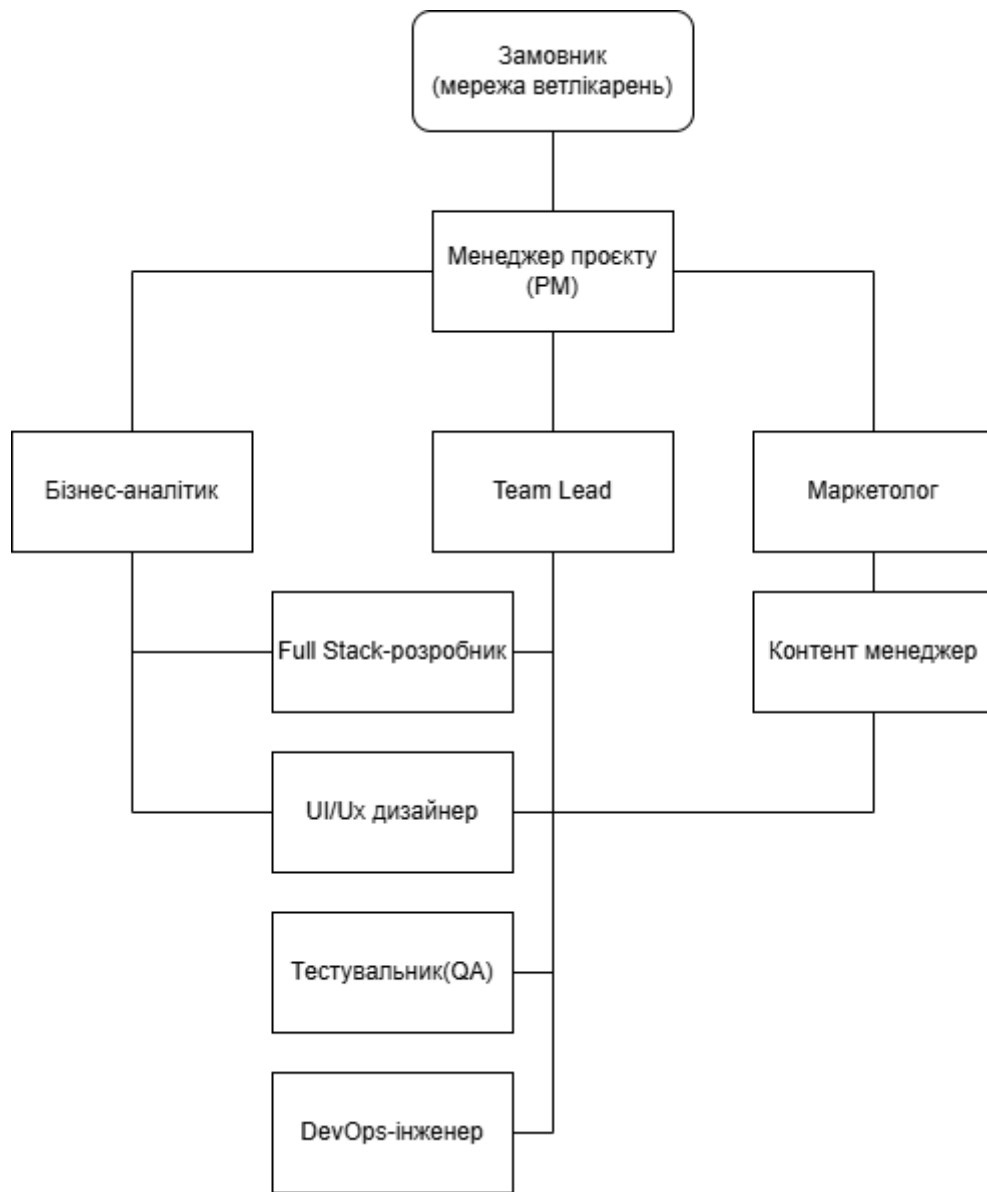 Замовник
(мережа ветлікарень)
Менеджер проєкту
(PM)
Бізнес-аналітик
Team Lead
Маркетолог
Full Stack-розробник
Контент менеджер
UI/Ux дизайнер
Тестувальник(QA)
DevOps-інженер